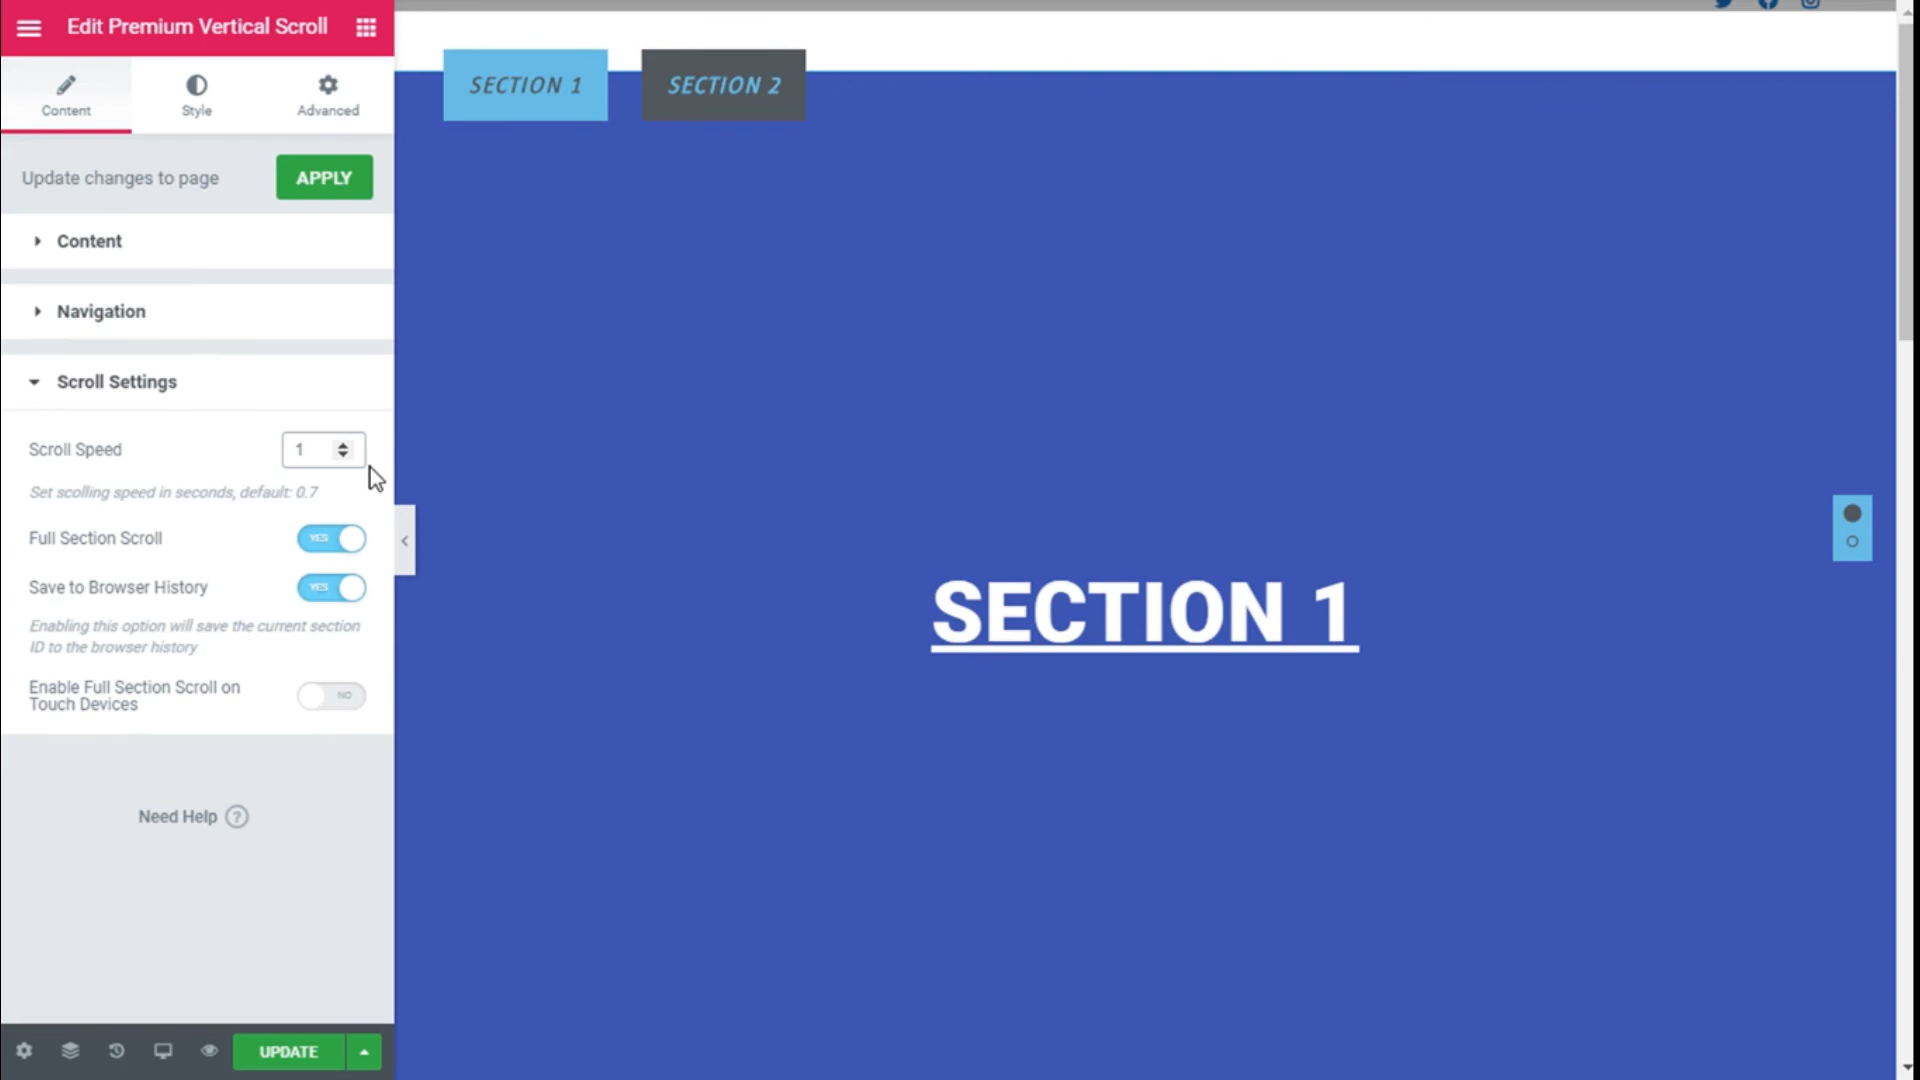 Edit Premium Vertical Scroll
Content
Style
Advanced
Update changes to page
APPLY
Content
Navigation
Scroll Settings
Scroll Speed
1
Set scolling speed in seconds, default: 0.7
Full Section Scroll
YES
Save to Browser History
YES
Enabling this option will save the current section
ID to the browser history
Enable Full Section Scroll on
Touch Devices
NO
Need Help ?
UPDATE
SECTION 1
SECTION 2
SECTION 1